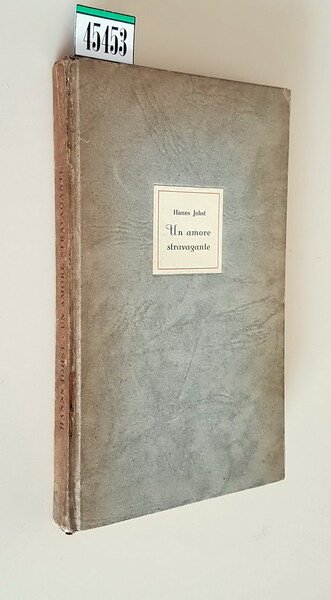 45453
Hanns Johst
Un amore
stravagante
HANNS JOHST - UN AMORE STRAVAGANTE